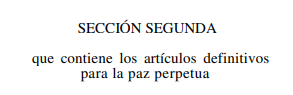 SECCIÓN SEGUNDA
que contiene los artículos definitivos
para la paz perpetua